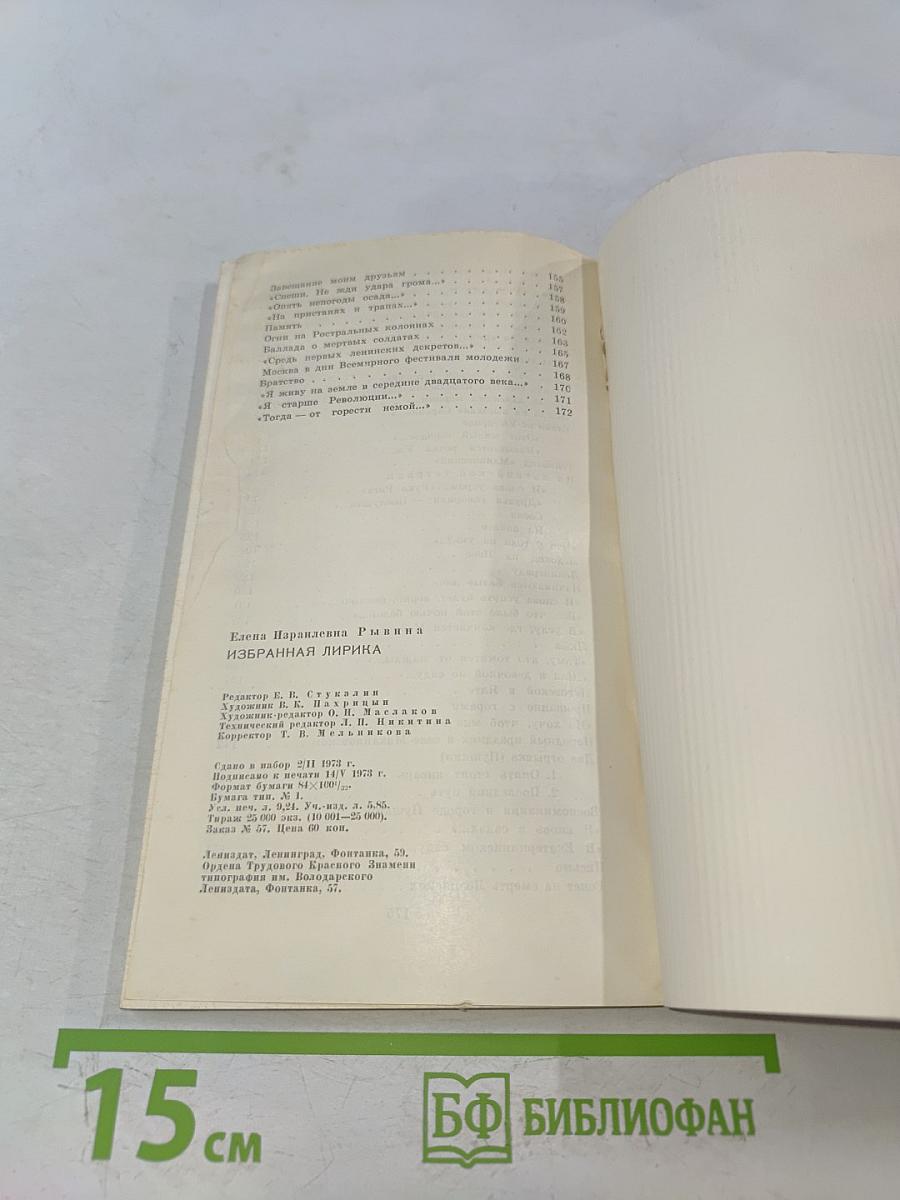 Завещание моим друзьям . . . . . . . . . . 155
«Спеши. Не жди удара грома...» . . . . . . . 157
«Опять непогоды осада...» . . . . . . . . . 158
«На пристанях и трапах...» . . . . . . . . 159
Память . . . . . . . . . . . . . . . 160
Огни на Ростральных колоннах . . . . . . . . 162
Баллада о мертвых солдатах . . . . . . . . 163
«Средь первых ленинских декретов...» . . . . . 165
Москва в дни Всемирного фестиваля молодежи . . 167
Братство . . . . . . . . . . . . . . . 168
«Я живу на земле в середине двадцатого века...» . 170
«Я старше Революции...» . . . . . . . . . 171
«Тогда — от горести немой...» . . . . . . . . 172
Елена Израилевна Рывина
ИЗБРАННАЯ ЛИРИКА
Редактор Е. В. Стукалин
Художник В. К. Пахрицын
Художник-редактор О. И. Маслаков
Технический редактор Л. П. Никитина
Корректор Т. В. Мельникова
Сдано в набор 2/II 1973 г.
Подписано к печати 14/V 1973 г.
Формат бумаги 84×100¹/₃₂.
Бумага тип. № 1.
Усл. печ. л. 9,24. Уч.-изд. л. 5,85.
Тираж 25 000 экз. (10 001—25 000).
Заказ № 57. Цена 60 коп.
Лениздат, Ленинград, Фонтанка, 59.
Ордена Трудового Красного Знамени
типография им. Володарского
Лениздата, Фонтанка, 57.
15 см
БФ БИБЛИОФАН